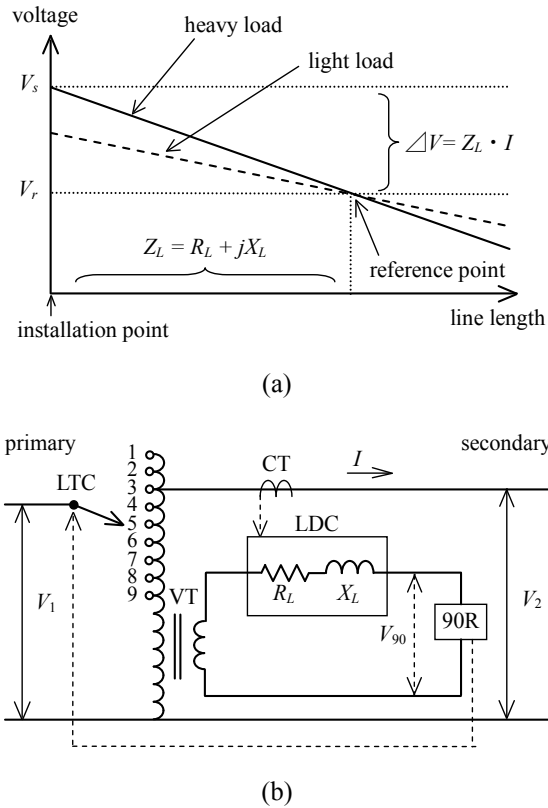 voltage
heavy load
light load
V_s
⊿V = Z_L · I
V_r
Z_L = R_L + jX_L
reference point
installation point
line length
(a)
primary
secondary
LTC
1
2
3
4
5
6
7
8
9
CT
I
LDC
R_L
X_L
VT
V_1
V_90
90R
V_2
(b)